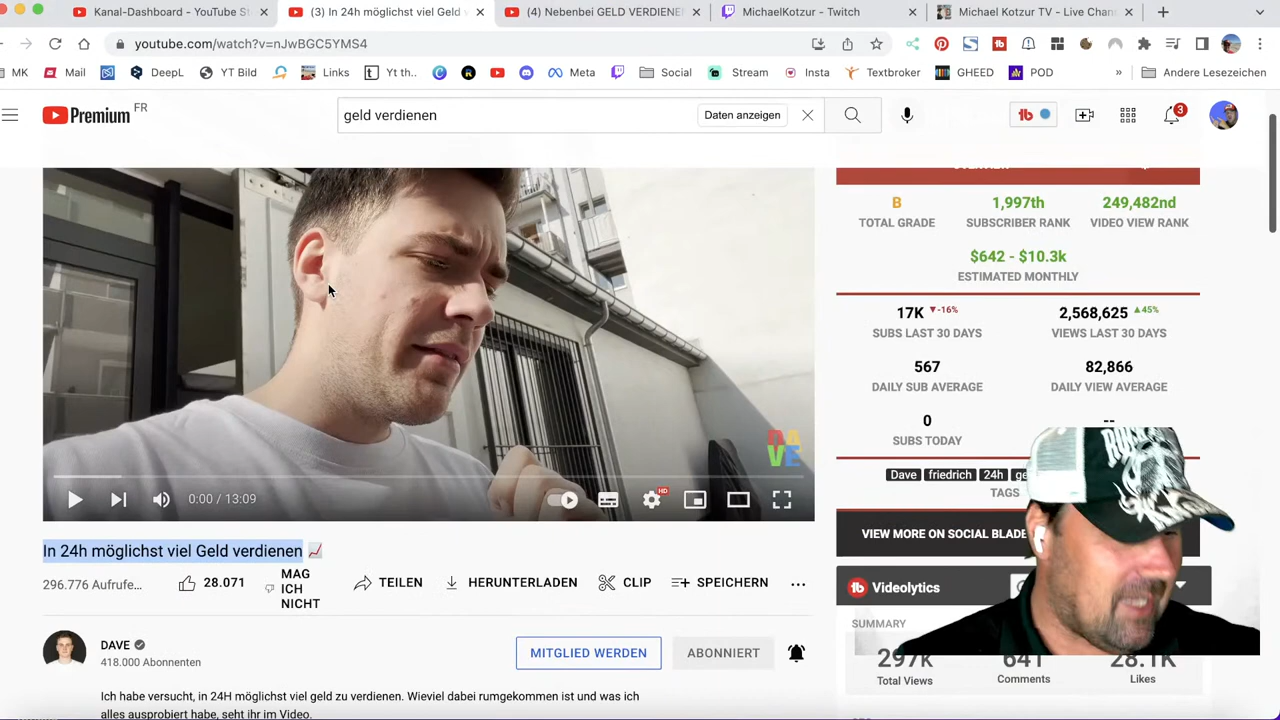 Kanal-Dashboard - YouTube St
(3) In 24h möglichst viel Geld v
(4) Nebenbei GELD VERDIENEN
MichaelKotzur - Twitch
Michael Kotzur TV - Live Chann
youtube.com/watch?v=nJwBGC5YMS4
MK
Mail
DeepL
YT Bild
Links
Yt th..
Meta
Social
Stream
Insta
Textbroker
GHEED
POD
»
Andere Lesezeichen
Premium FR
geld verdienen
Daten anzeigen
3
B
TOTAL GRADE
1,997th
SUBSCRIBER RANK
249,482nd
VIDEO VIEW RANK
$642 - $10.3k
ESTIMATED MONTHLY
17K -16%
SUBS LAST 30 DAYS
2,568,625 45%
VIEWS LAST 30 DAYS
567
DAILY SUB AVERAGE
82,866
DAILY VIEW AVERAGE
0
SUBS TODAY
--
Dave friedrich 24h ge
TAGS
VIEW MORE ON SOCIAL BLADE
Videolytics
SUMMARY
297K
Total Views
641
Comments
28.1K
Likes
DAVE
0:00 / 13:09
HD
In 24h möglichst viel Geld verdienen
296.776 Aufrufe...
28.071
MAG ICH NICHT
TEILEN
HERUNTERLADEN
CLIP
SPEICHERN
...
DAVE
418.000 Abonnenten
MITGLIED WERDEN
ABONNIERT
Ich habe versucht, in 24H möglichst viel geld zu verdienen. Wieviel dabei rumgekommen ist und was ich
alles ausprobiert habe, seht ihr im Video.